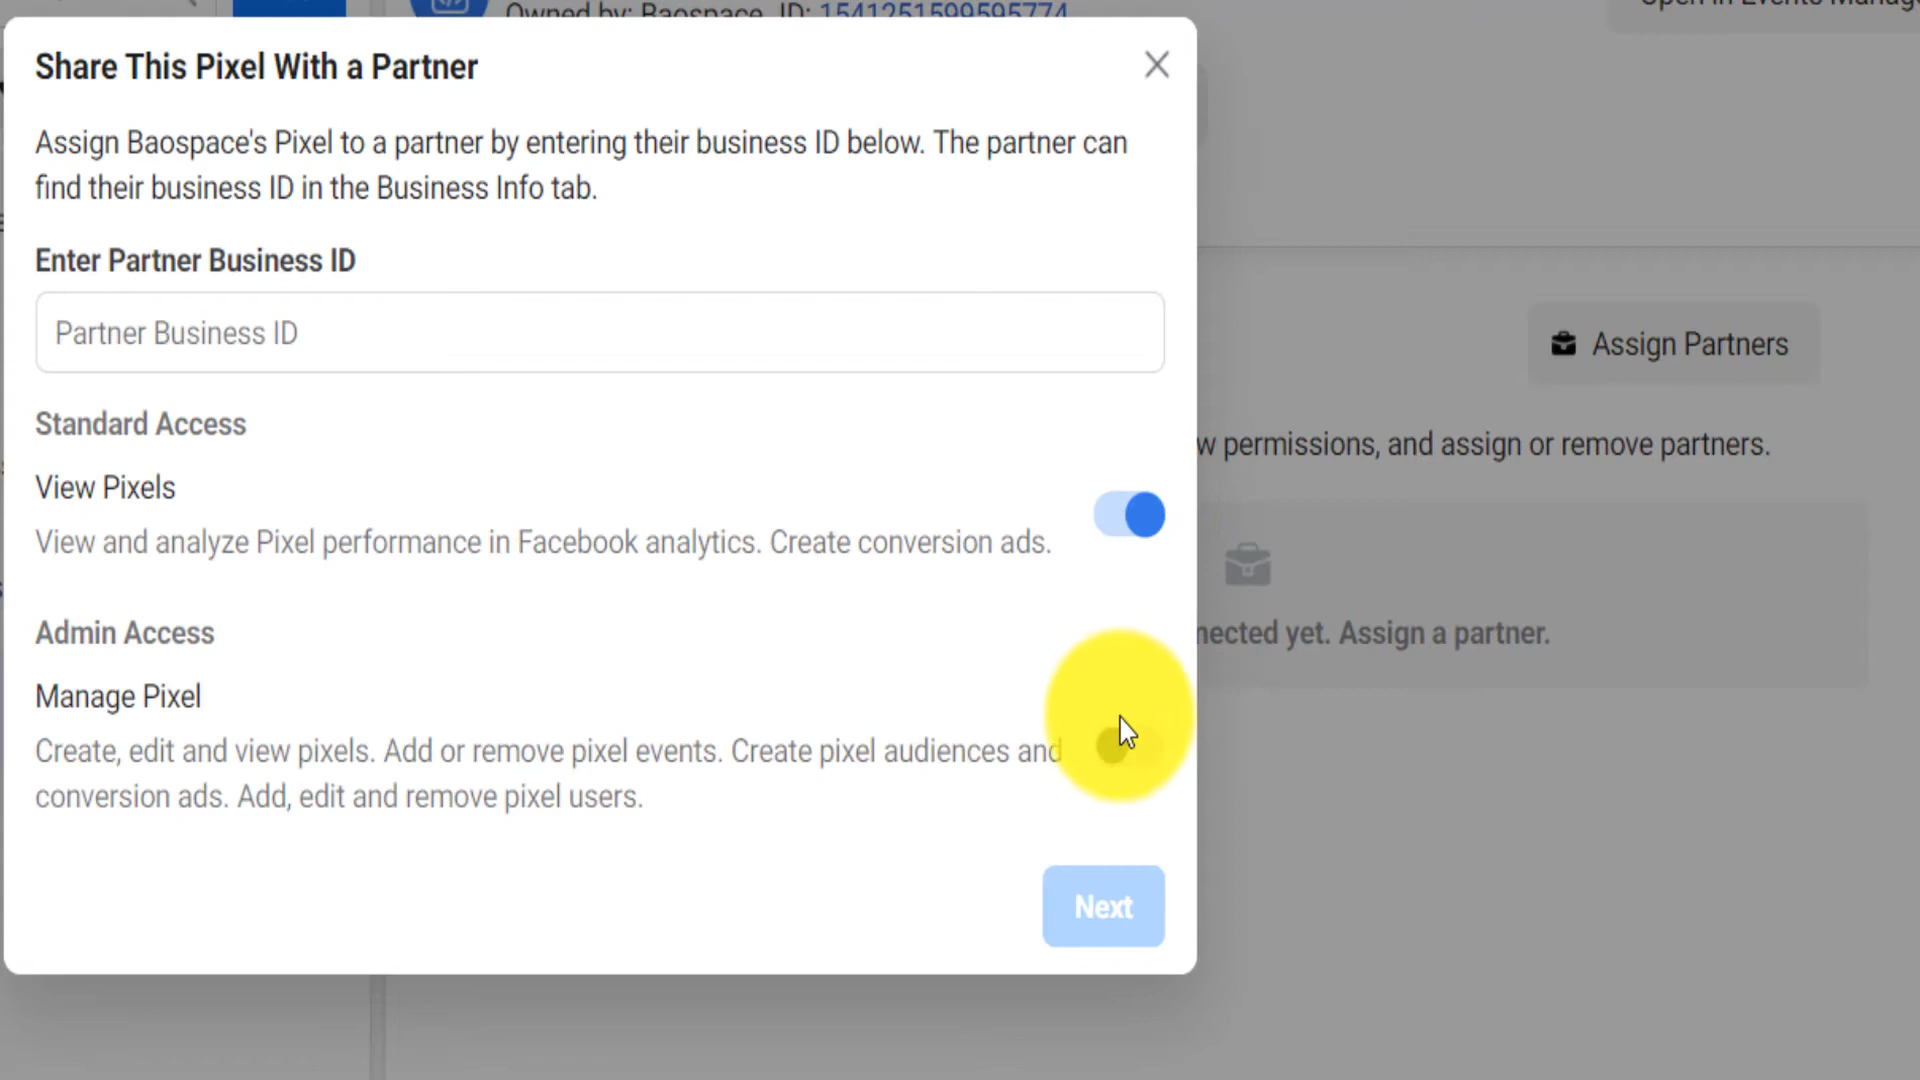 Owned by: Baospace ID: 1541251599595774
Open in Events Manage
Share This Pixel With a Partner
Assign Baospace's Pixel to a partner by entering their business ID below. The partner can
find their business ID in the Business Info tab.
Enter Partner Business ID
Partner Business ID
Assign Partners
Standard Access
w permissions, and assign or remove partners.
View Pixels
View and analyze Pixel performance in Facebook analytics. Create conversion ads.
Admin Access
nected yet. Assign a partner.
Manage Pixel
Create, edit and view pixels. Add or remove pixel events. Create pixel audiences and
conversion ads. Add, edit and remove pixel users.
Next